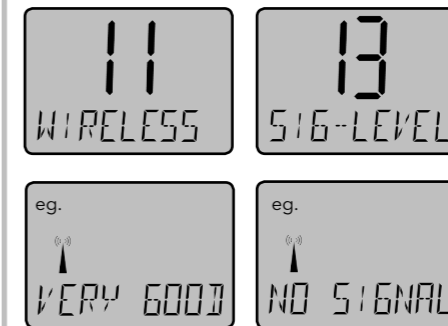 11
WIRELESS
13
SIG-LEVEL
eg.
VERY GOOD
eg.
NO SIGNAL